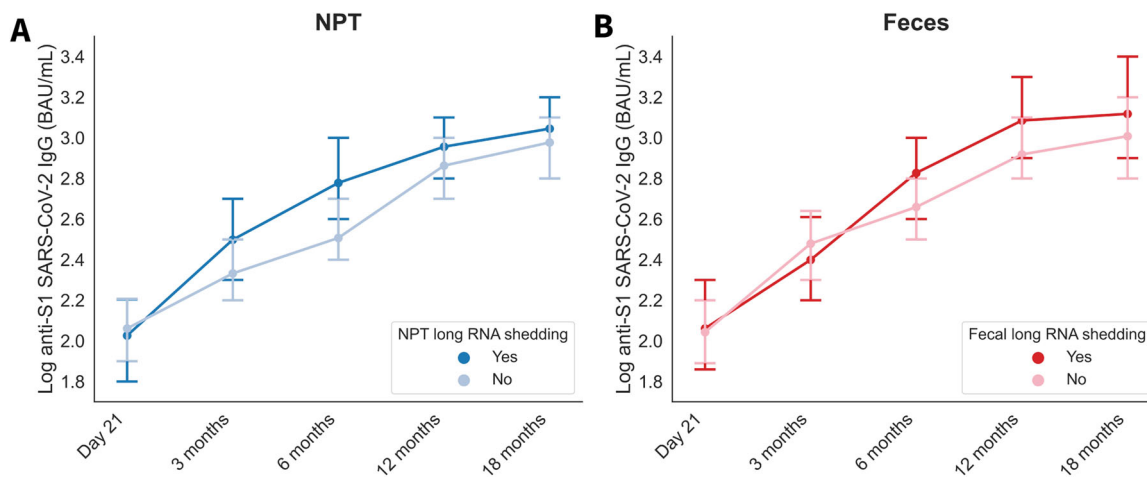 A
NPT
Log anti-S1 SARS-CoV-2 IgG (BAU/mL)
3.4
3.2
3.0
2.8
2.6
2.4
2.2
2.0
1.8
NPT long RNA shedding
Yes
No
Day 21
3 months
6 months
12 months
18 months
B
Feces
Log anti-S1 SARS-CoV-2 IgG (BAU/mL)
3.4
3.2
3.0
2.8
2.6
2.4
2.2
2.0
1.8
Fecal long RNA shedding
Yes
No
Day 21
3 months
6 months
12 months
18 months